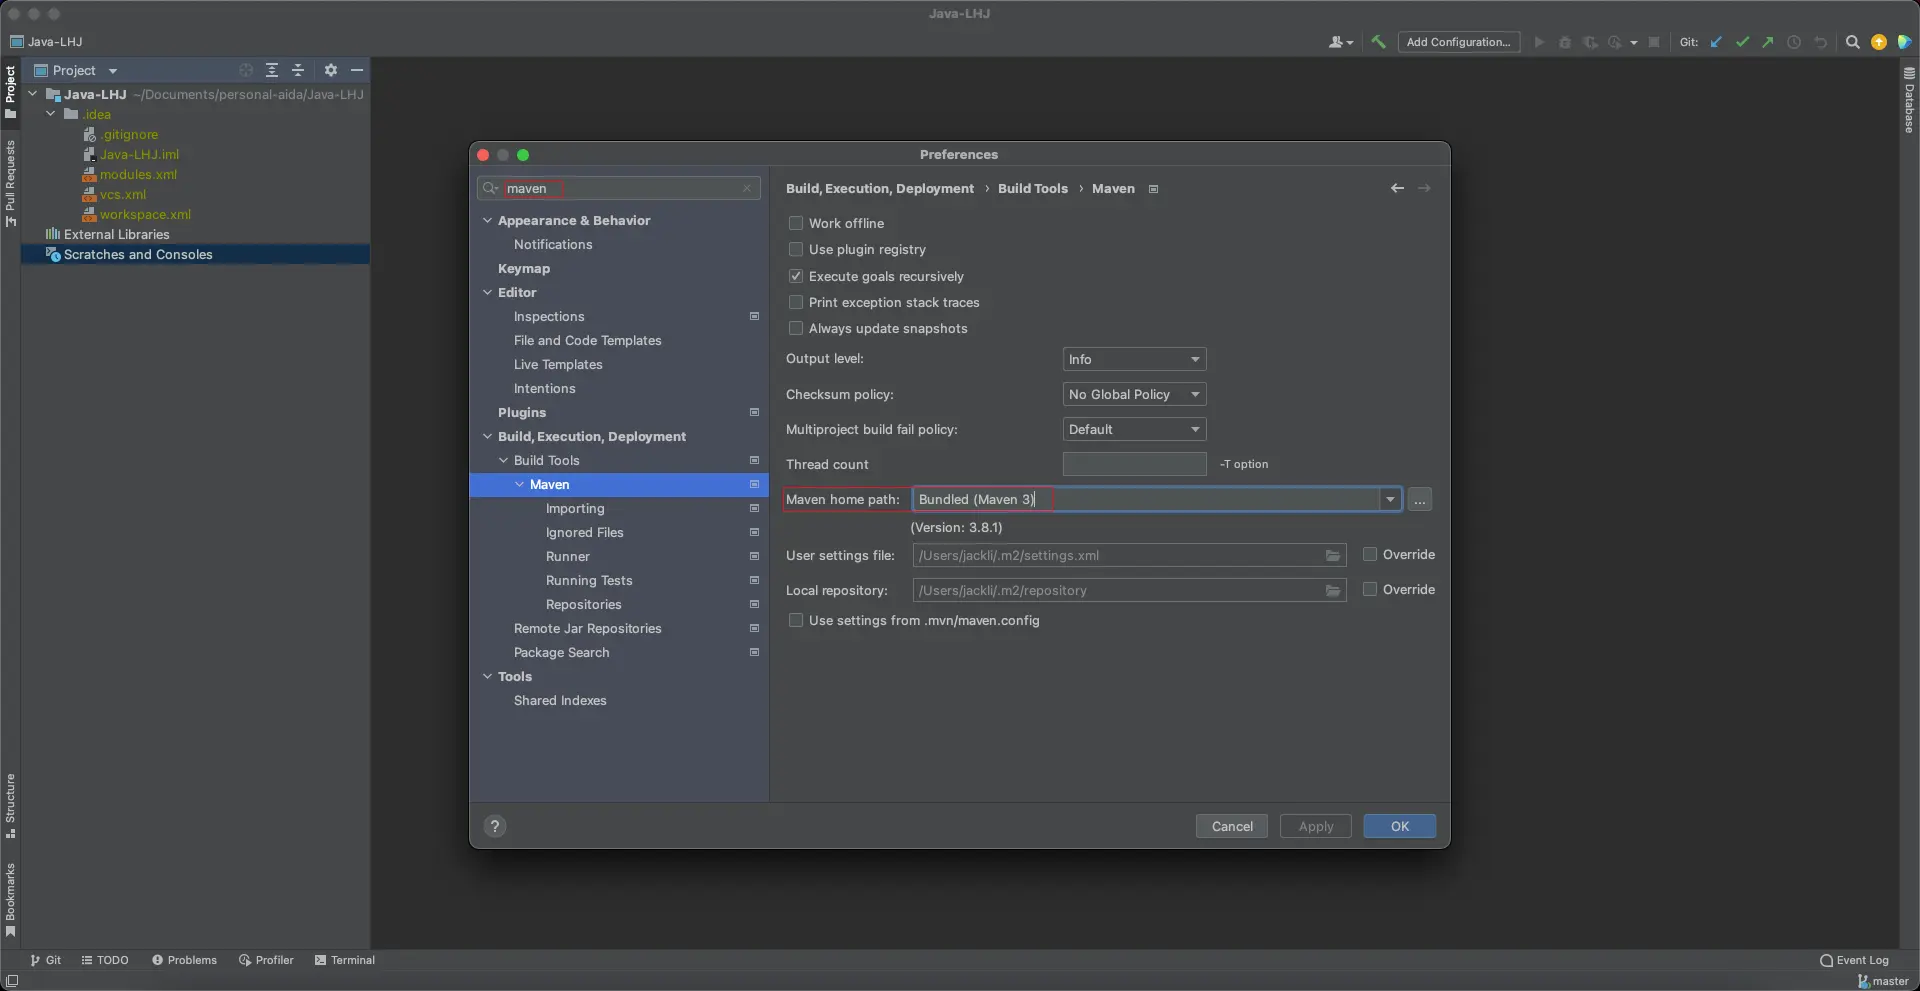 Java-LHJ
Java-LHJ
Add Configuration...
Git:
Project
Project
Java-LHJ ~/Documents/personal-aida/Java-LHJ
.idea
.gitignore
Java-LHJ.iml
modules.xml
vcs.xml
workspace.xml
External Libraries
Scratches and Consoles
Pull Requests
Structure
Bookmarks
Database
Preferences
maven
Appearance & Behavior
Notifications
Keymap
Editor
Inspections
File and Code Templates
Live Templates
Intentions
Plugins
Build, Execution, Deployment
Build Tools
Maven
Importing
Ignored Files
Runner
Running Tests
Repositories
Remote Jar Repositories
Package Search
Tools
Shared Indexes
Build, Execution, Deployment › Build Tools › Maven
Work offline
Use plugin registry
Execute goals recursively
Print exception stack traces
Always update snapshots
Output level: Info
Checksum policy: No Global Policy
Multiproject build fail policy: Default
Thread count -T option
Maven home path: Bundled (Maven 3) ...
(Version: 3.8.1)
User settings file: /Users/jackli/.m2/settings.xml Override
Local repository: /Users/jackli/.m2/repository Override
Use settings from .mvn/maven.config
? Cancel Apply OK
Git TODO Problems Profiler Terminal Event Log
master